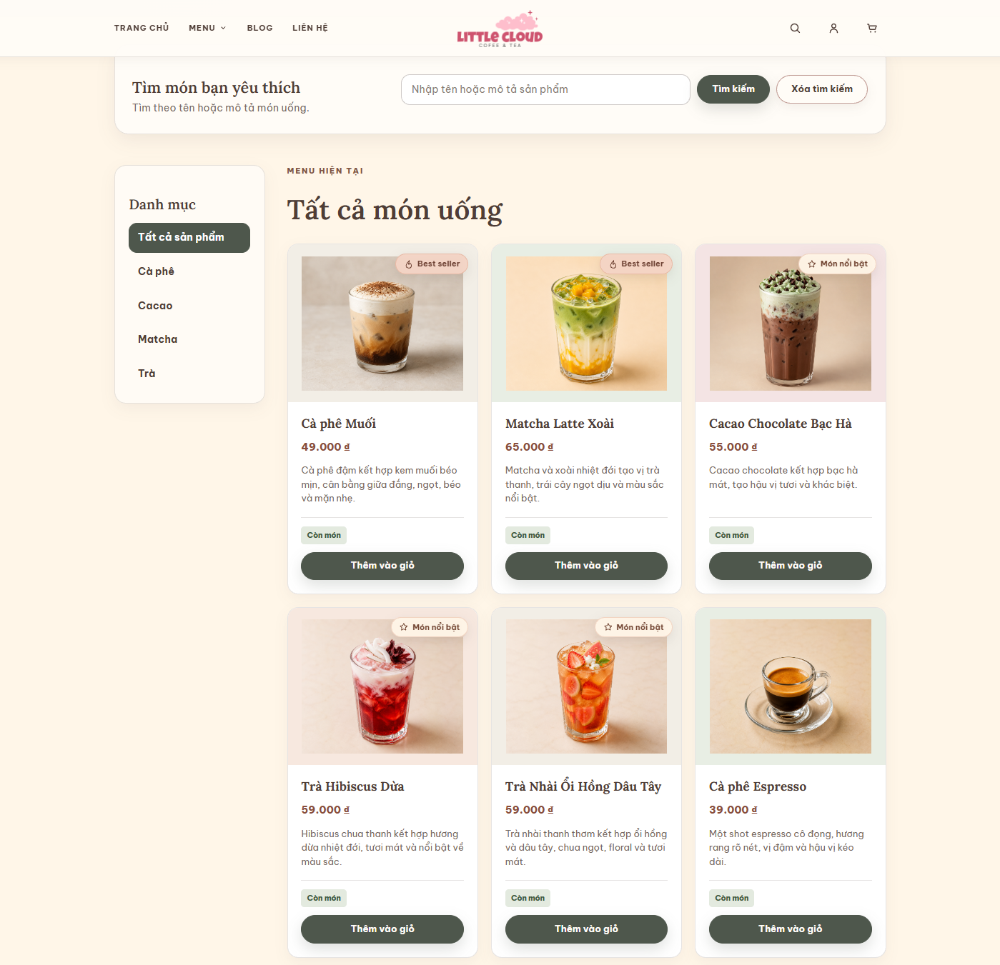 TRANG CHỦ
MENU
BLOG
LIÊN HỆ
LITTLE CLOUD
COFEE & TEA
Tìm món bạn yêu thích
Tìm theo tên hoặc mô tả món uống.
Nhập tên hoặc mô tả sản phẩm
Tìm kiếm
Xóa tìm kiếm
Danh mục
Tất cả sản phẩm
Cà phê
Cacao
Matcha
Trà
MENU HIỆN TẠI
Tất cả món uống
Best seller
Cà phê Muối
49.000 ₫
Cà phê đậm kết hợp kem muối béo
mịn, cân bằng giữa đắng, ngọt, béo
và mặn nhẹ.
Còn món
Thêm vào giỏ
Best seller
Matcha Latte Xoài
65.000 ₫
Matcha và xoài nhiệt đới tạo vị trà
thanh, trái cây ngọt dịu và màu sắc
nổi bật.
Còn món
Thêm vào giỏ
Món nổi bật
Cacao Chocolate Bạc Hà
55.000 ₫
Cacao chocolate kết hợp bạc hà
mát, tạo hậu vị tươi và khác biệt.
Còn món
Thêm vào giỏ
Món nổi bật
Trà Hibiscus Dừa
59.000 ₫
Hibiscus chua thanh kết hợp hương
dừa nhiệt đới, tươi mát và nổi bật về
màu sắc.
Còn món
Thêm vào giỏ
Món nổi bật
Trà Nhài Ổi Hồng Dâu Tây
59.000 ₫
Trà nhài thanh thơm kết hợp ổi hồng
và dâu tây, chua ngọt, floral và tươi
mát.
Còn món
Thêm vào giỏ
Cà phê Espresso
39.000 ₫
Một shot espresso cô đọng, hương
rang rõ nét, vị đậm và hậu vị kéo
dài.
Còn món
Thêm vào giỏ